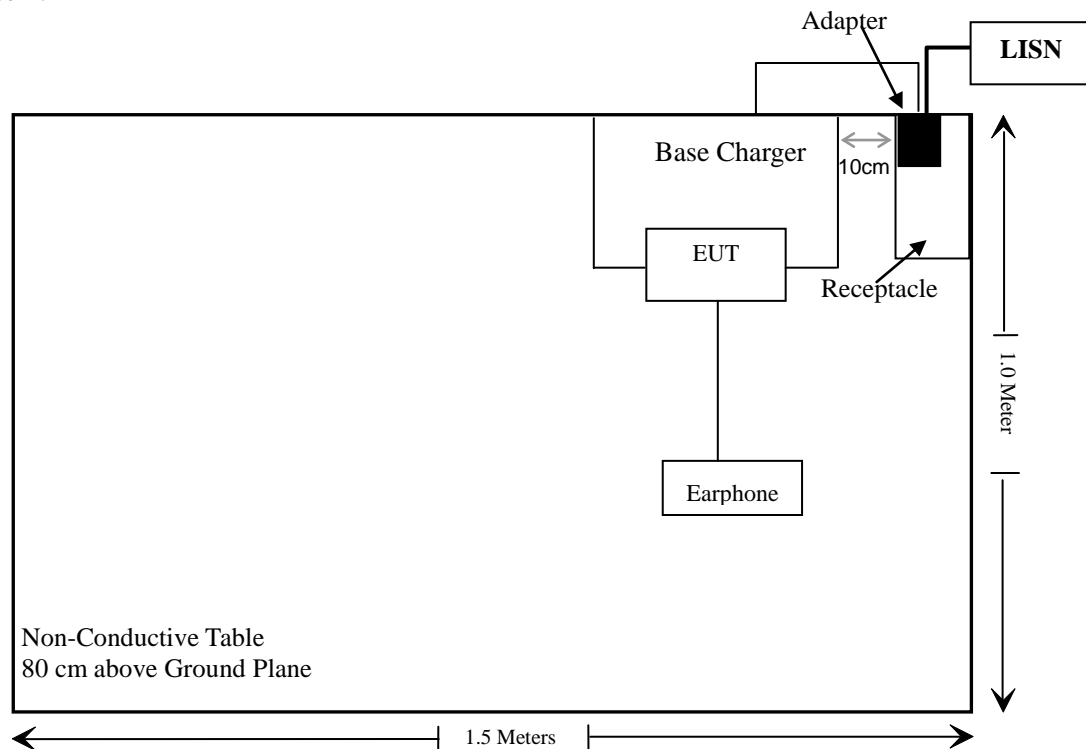 Adapter
LISN
Base Charger
10cm
EUT
Receptacle
1.0 Meter
Earphone
Non-Conductive Table
80 cm above Ground Plane
1.5 Meters